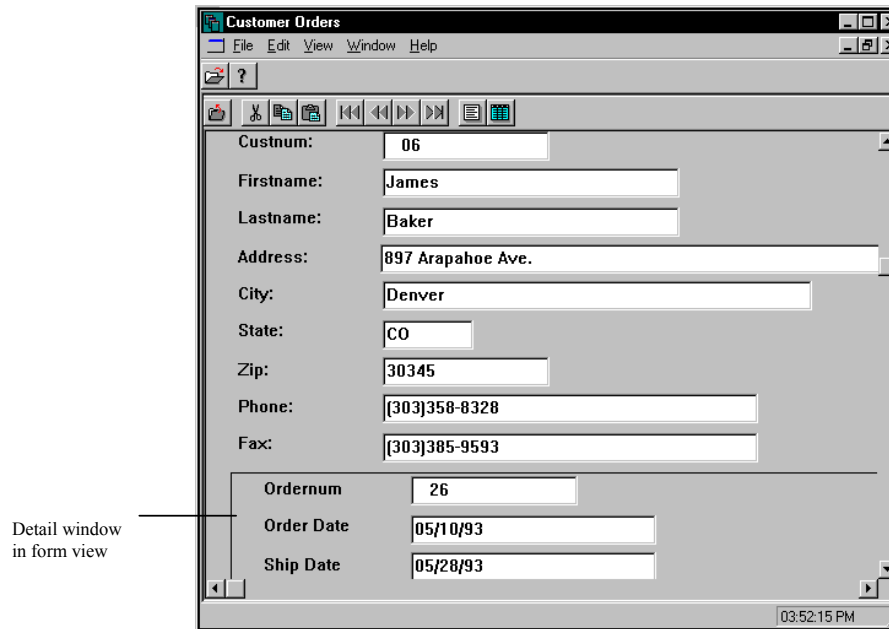 Customer Orders
File Edit View Window Help
?
Custnum: 06
Firstname: James
Lastname: Baker
Address: 897 Arapahoe Ave.
City: Denver
State: CO
Zip: 30345
Phone: (303)358-8328
Fax: (303)385-9593
Ordernum 26
Order Date 05/10/93
Ship Date 05/28/93
Detail window
in form view
03:52:15 PM